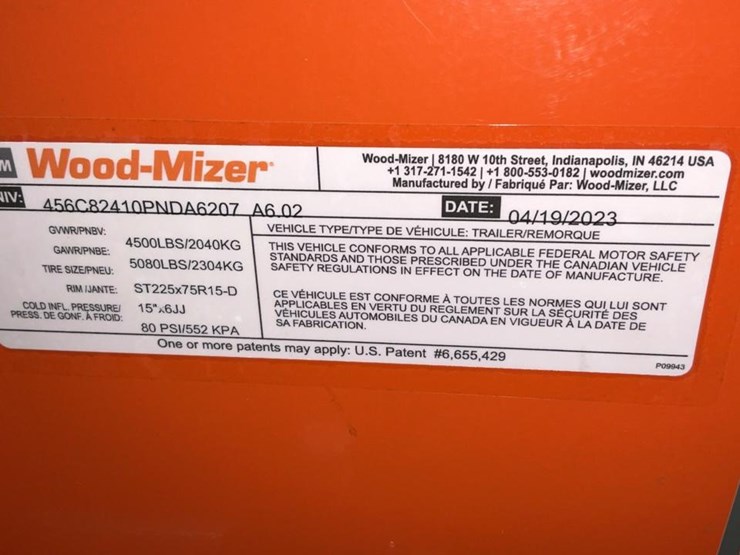 M Wood-Mizer
Wood-Mizer | 8180 W 10th Street, Indianapolis, IN 46214 USA
+1 317-271-1542 | +1 800-553-0182 | woodmizer.com
Manufactured by / Fabriqué Par: Wood-Mizer, LLC
NIV: 456C82410PNDA6207 A6.02
DATE: 04/19/2023
GVWR/PNBV: 4500LBS/2040KG
GAWR/PNBE: 5080LBS/2304KG
TIRE SIZE/PNEU: ST225x75R15-D
RIM /JANTE: 15"x6JJ
COLD INFL. PRESSURE/
PRESS. DE GONF. À FROID: 80 PSI/552 KPA
VEHICLE TYPE/TYPE DE VÉHICULE: TRAILER/REMORQUE
THIS VEHICLE CONFORMS TO ALL APPLICABLE FEDERAL MOTOR SAFETY
STANDARDS AND THOSE PRESCRIBED UNDER THE CANADIAN VEHICLE
SAFETY REGULATIONS IN EFFECT ON THE DATE OF MANUFACTURE.
CE VÉHICULE EST CONFORME À TOUTES LES NORMES QUI LUI SONT
APPLICABLES EN VERTU DU REGLEMENT SUR LA SÉCURITÉ DES
VÉHICULES AUTOMOBILES DU CANADA EN VIGUEUR À LA DATE DE
SA FABRICATION.
One or more patents may apply: U.S. Patent #6,655,429
P09943